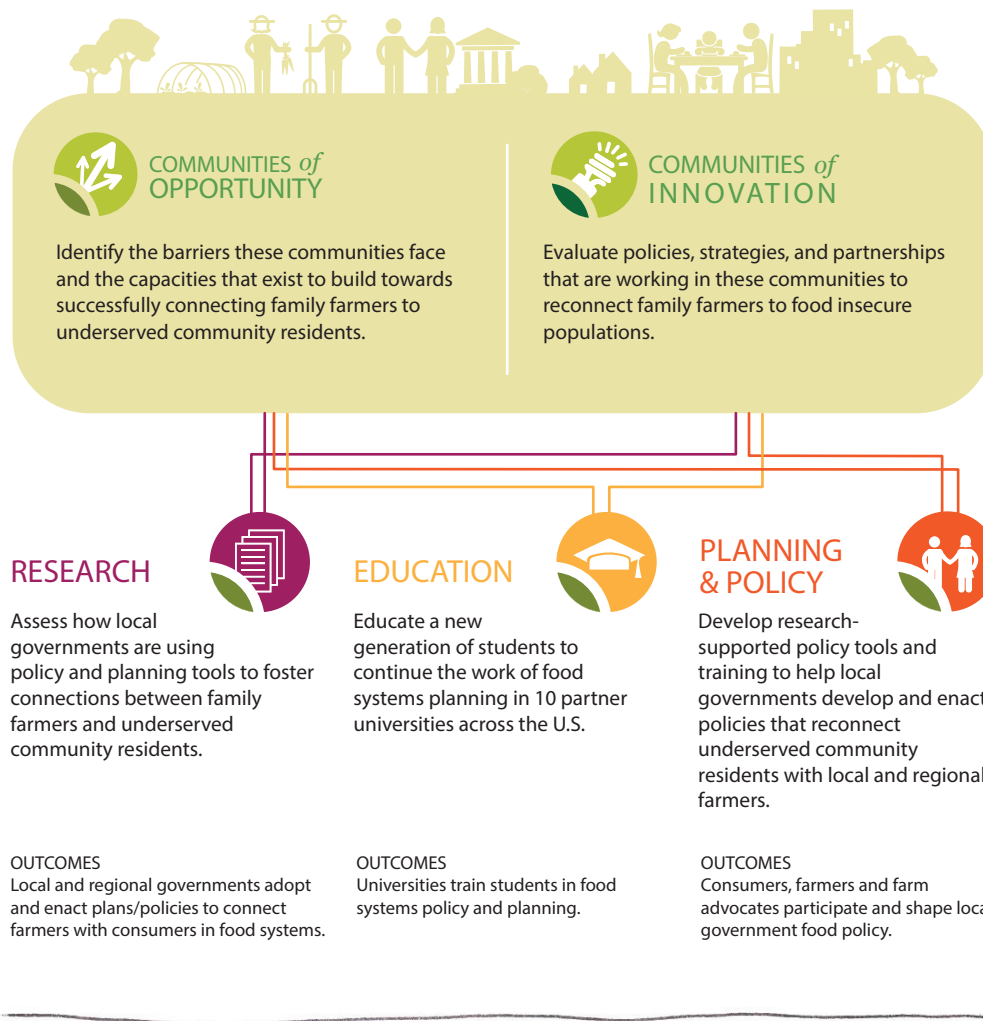 COMMUNITIES of
OPPORTUNITY
Identify the barriers these communities face
and the capacities that exist to build towards
successfully connecting family farmers to
underserved community residents.
COMMUNITIES of
INNOVATION
Evaluate policies, strategies, and partnerships
that are working in these communities to
reconnect family farmers to food insecure
populations.
RESEARCH
Assess how local
governments are using
policy and planning tools to foster
connections between family
farmers and underserved
community residents.
OUTCOMES
Local and regional governments adopt
and enact plans/policies to connect
farmers with consumers in food systems.
EDUCATION
Educate a new
generation of students to
continue the work of food
systems planning in 10 partner
universities across the U.S.
OUTCOMES
Universities train students in food
systems policy and planning.
PLANNING
& POLICY
Develop research-
supported policy tools and
training to help local
governments develop and enact
policies that reconnect
underserved community
residents with local and regional
farmers.
OUTCOMES
Consumers, farmers and farm
advocates participate and shape loca
government food policy.